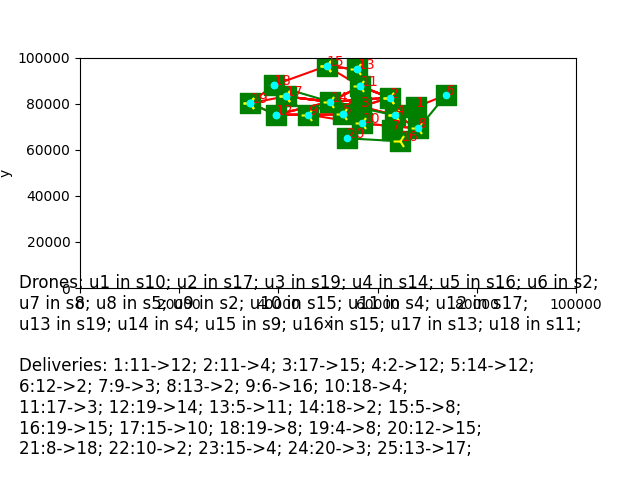 100000
80000
60000
40000
20000
y
15
Drones: u1 in s10; u2 in s17; u3 in s19; u4 in s14; u5 in s16; u6 in s2;
u7 in s8; u8 in s5; u9 in s2; u10 in s15; u11 in s4; u12 in s17;
100000
x
u13 in s19; u14 in s4; u15 in s9; u16 in s15; u17 in s13; u18 in s11;
Deliveries: 1:11->12; 2:11->4; 3:17->15; 4:2->12; 5:14->12;
6:12->2; 7:9->3; 8:13->2; 9:6->16; 10:18->4;
11:17->3; 12:19->14; 13:5->11; 14:18->2; 15:5->8;
16:19->15; 17:15->10; 18:19->8; 19:4->8; 20:12->15;
21:8->18; 22:10->2; 23:15->4; 24:20->3; 25:13->17;